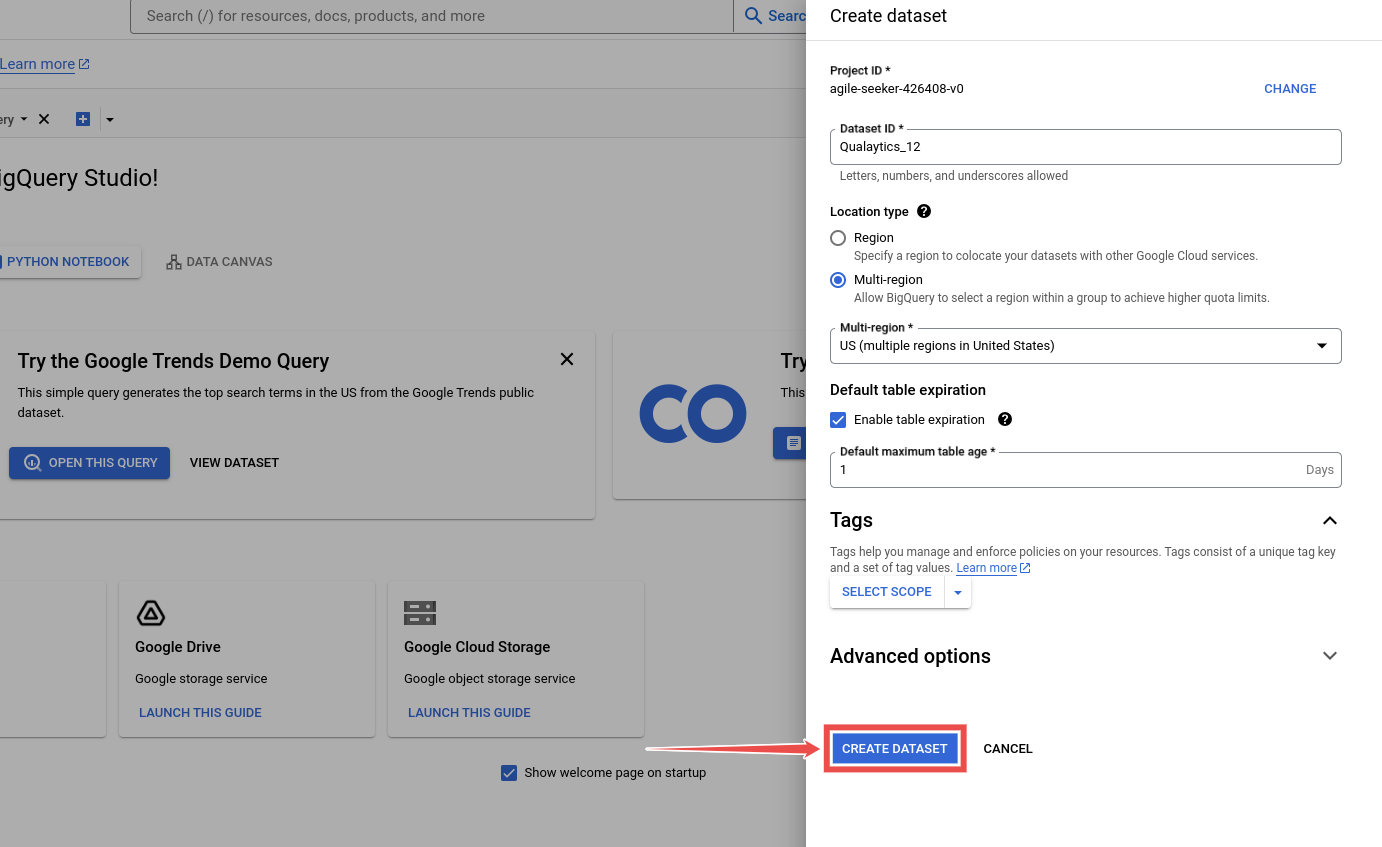 Search (/) for resources, docs, products, and more
Searc
Learn more
ery
igQuery Studio!
PYTHON NOTEBOOK
DATA CANVAS
Try the Google Trends Demo Query
This simple query generates the top search terms in the US from the Google Trends public
dataset.
OPEN THIS QUERY
VIEW DATASET
Try
This
Google Drive
Google storage service
LAUNCH THIS GUIDE
Google Cloud Storage
Google object storage service
LAUNCH THIS GUIDE
Show welcome page on startup
Create dataset
Project ID *
agile-seeker-426408-v0
CHANGE
Dataset ID *
Qualaytics_12
Letters, numbers, and underscores allowed
Location type
Region
Specify a region to colocate your datasets with other Google Cloud services.
Multi-region
Allow BigQuery to select a region within a group to achieve higher quota limits.
Multi-region *
US (multiple regions in United States)
Default table expiration
Enable table expiration
Default maximum table age *
1
Days
Tags
Tags help you manage and enforce policies on your resources. Tags consist of a unique tag key
and a set of tag values. Learn more
SELECT SCOPE
Advanced options
CREATE DATASET
CANCEL